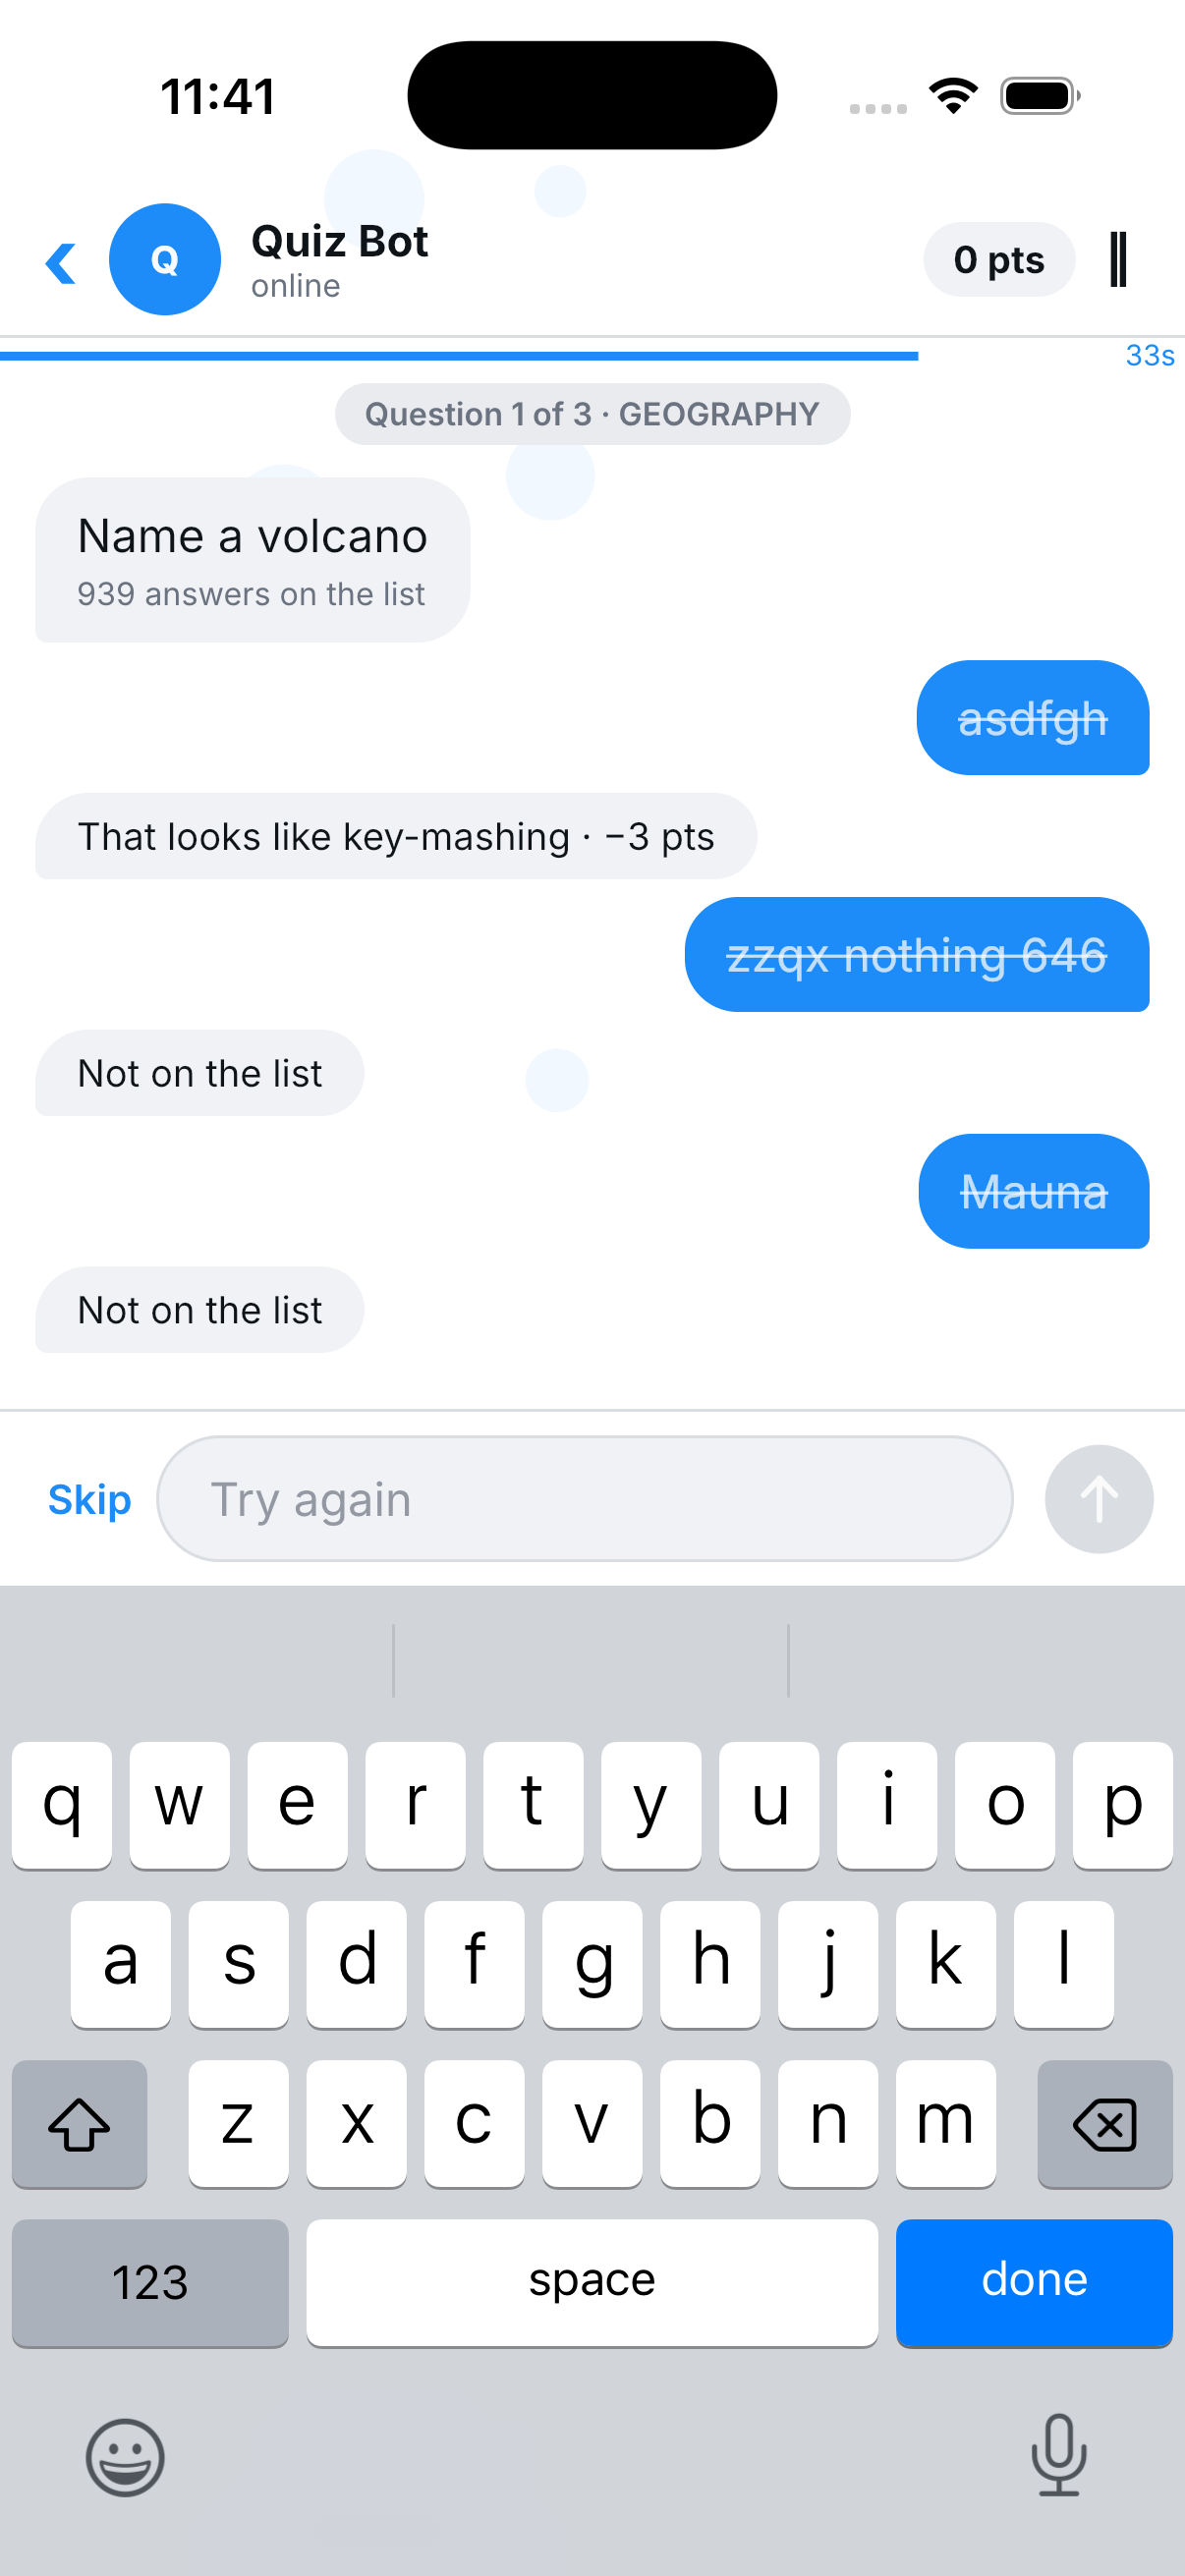 11:41
Q
Quiz Bot
online
0 pts
33s
Question 1 of 3 · GEOGRAPHY
Name a volcano
939 answers on the list
asdfgh
That looks like key-mashing · −3 pts
zzqx nothing 646
Not on the list
Mauna
Not on the list
Skip
Try again
q w e r t y u i o p
a s d f g h j k l
z x c v b n m
123
space
done